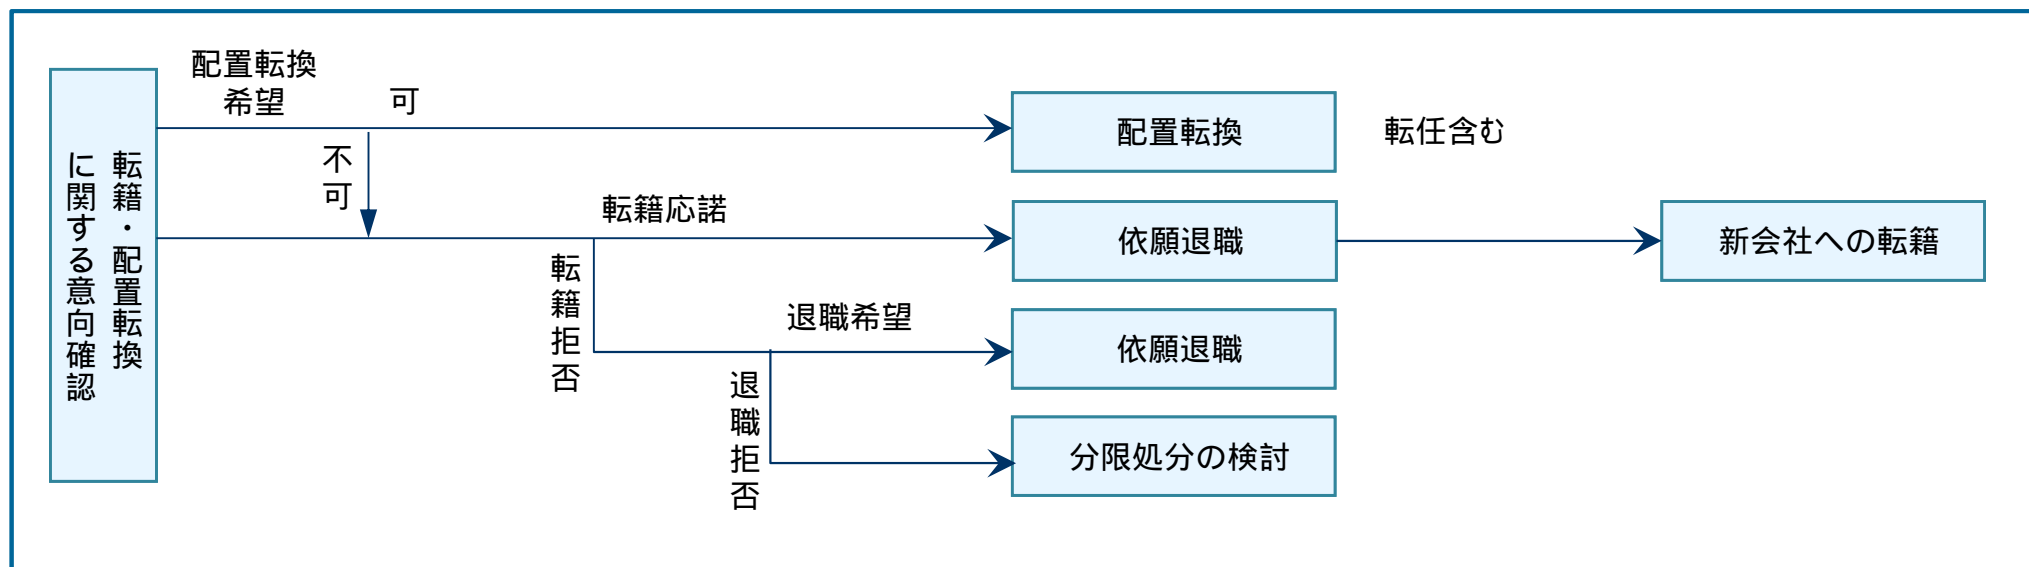 転籍・配置転換
に関する意向確認
配置転換
希望
可
不可
配置転換
転任含む
転籍応諾
依願退職
新会社への転籍
転籍拒否
退職希望
依願退職
退職拒否
分限処分の検討